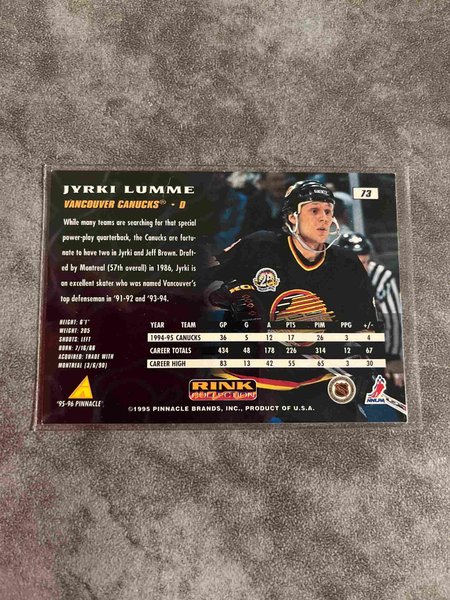 JYRKI LUMME
73
VANCOUVER CANUCKS® • D
While many teams are searching for that special
power-play quarterback, the Canucks are fortu-
nate to have two in Jyrki and Jeff Brown. Draft-
ed by Montreal (57th overall) in 1986, Jyrki is
an excellent skater who was named Vancouver's
top defenseman in '91-92 and '93-94.
25
HEIGHT: 6'1"
WEIGHT: 205
SHOOTS: LEFT
BORN: 7/16/66
ACQUIRED: TRADE WITH
MONTREAL (3/6/90)
YEAR TEAM GP G A PTS PIM PPG +/-
1994-95 CANUCKS 36 5 12 17 26 3 4
CAREER TOTALS 434 48 178 226 314 12 67
CAREER HIGH 83 13 42 55 65 3 30
'95-96 PINNACLE
RINK
COLLECTION
©1995 PINNACLE BRANDS, INC., PRODUCT OF U.S.A.
NHL
NHLPA